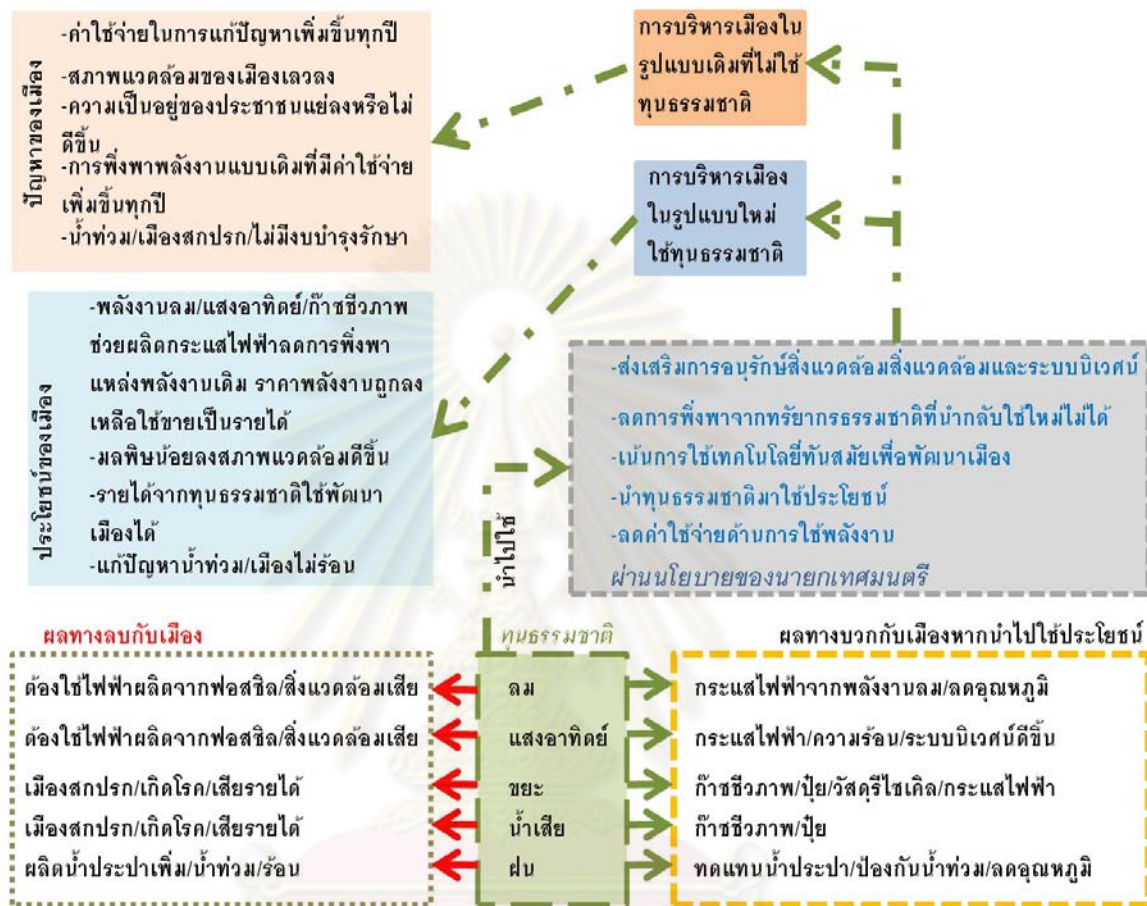 ปัญหาของเมือง
-ค่าใช้จ่ายในการแก้ปัญหาเพิ่มขึ้นทุกปี
-สภาพแวดล้อมของเมืองเลวลง
-ความเป็นอยู่ของประชาชนแย่ลงหรือไม่
ดีขึ้น
-การพึ่งพาพลังงานแบบเดิมที่มีค่าใช้จ่าย
เพิ่มขึ้นทุกปี
-น้ำท่วม/เมืองสกปรก/ไม่มีงบบำรุงรักษา
การบริหารเมืองใน
รูปแบบเดิมที่ไม่ใช้
ทุนธรรมชาติ
การบริหารเมือง
ในรูปแบบใหม่
ใช้ทุนธรรมชาติ
ประโยชน์ของเมือง
-พลังงานลม/แสงอาทิตย์/ก๊าซชีวภาพ
ช่วยผลิตกระแสไฟฟ้าลดการพึ่งพา
แหล่งพลังงานเดิม ราคาพลังงานถูกลง
เหลือใช้ขายเป็นรายได้
-มลพิษน้อยลงสภาพแวดล้อมดีขึ้น
-รายได้จากทุนธรรมชาติใช้พัฒนา
เมืองได้
-แก้ปัญหาน้ำท่วม/เมืองไม่ร้อน
-ส่งเสริมการอนุรักษ์สิ่งแวดล้อมสิ่งแวดล้อมและระบบนิเวศน์
-ลดการพึ่งพาจากทรัยากรธรรมชาติที่นำกลับใช้ใหม่ไม่ได้
-เน้นการใช้เทคโนโลยี่ทันสมัยเพื่อพัฒนาเมือง
-นำทุนธรรมชาติมาใช้ประโยชน์
-ลดค่าใช้จ่ายด้านการใช้พลังงาน
ผ่านนโยบายของนายกเทศมนตรี
นำไปใช้
ผลทางลบกับเมือง
ทุนธรรมชาติ
ผลทางบวกกับเมืองหากนำไปใช้ประโยชน์
ต้องใช้ไฟฟ้าผลิตจากฟอสซิล/สิ่งแวดล้อมเสีย
ลม
กระแสไฟฟ้าจากพลังงานลม/ลดอุณหภูมิ
ต้องใช้ไฟฟ้าผลิตจากฟอสซิล/สิ่งแวดล้อมเสีย
แสงอาทิตย์
กระแสไฟฟ้า/ความร้อน/ระบบนิเวศน์ดีขึ้น
เมืองสกปรก/เกิดโรค/เสียรายได้
ขยะ
ก๊าซชีวภาพ/ปุ๋ย/วัสดุรีไซเคิล/กระแสไฟฟ้า
เมืองสกปรก/เกิดโรค/เสียรายได้
น้ำเสีย
ก๊าซชีวภาพ/ปุ๋ย
ผลิตน้ำประปาเพิ่ม/น้ำท่วม/ร้อน
ฝน
ทดแทนน้ำประปา/ป้องกันน้ำท่วม/ลดอุณหภูมิ